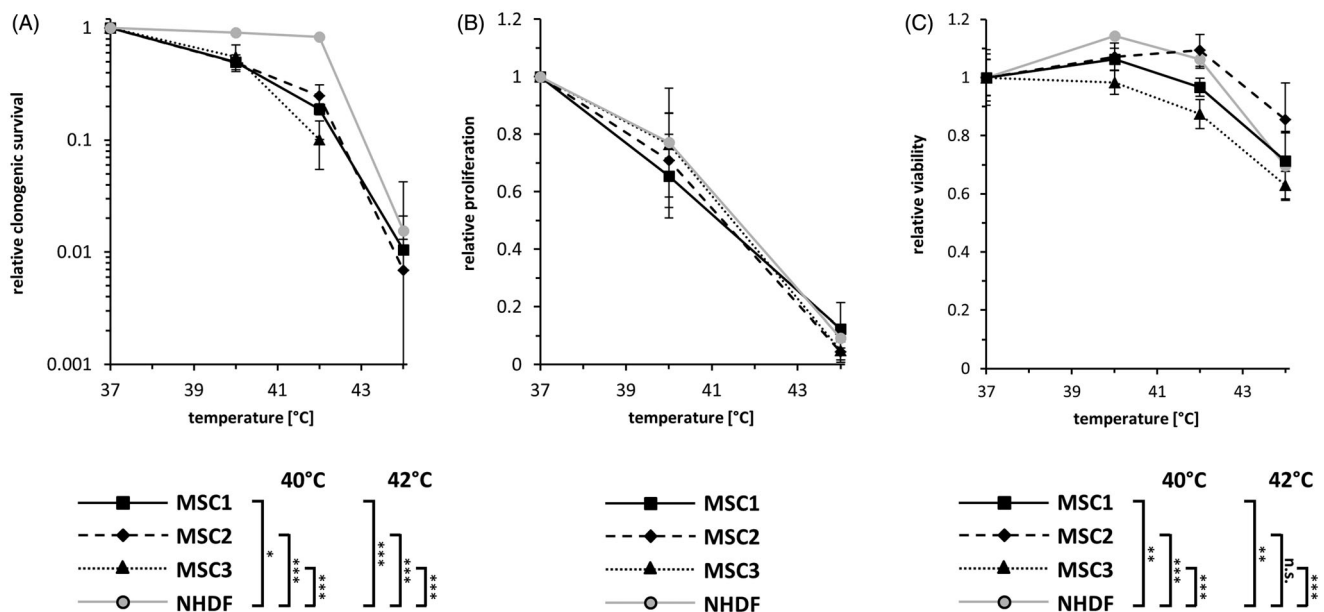 (A)
1
0.1
0.01
0.001
relative clonogenic survival
37 39 41 43
temperature [°C]
(B)
1.2
1
0.8
0.6
0.4
0.2
0
relative proliferation
37 39 41 43
temperature [°C]
(C)
1.2
1
0.8
0.6
0.4
0.2
0
relative viability
37 39 41 43
temperature [°C]
40°C 42°C
MSC1
MSC2
MSC3
NHDF
* *** *** *** *** ***
MSC1
MSC2
MSC3
NHDF
40°C 42°C
MSC1
MSC2
MSC3
NHDF
** *** *** ** n.s. ***